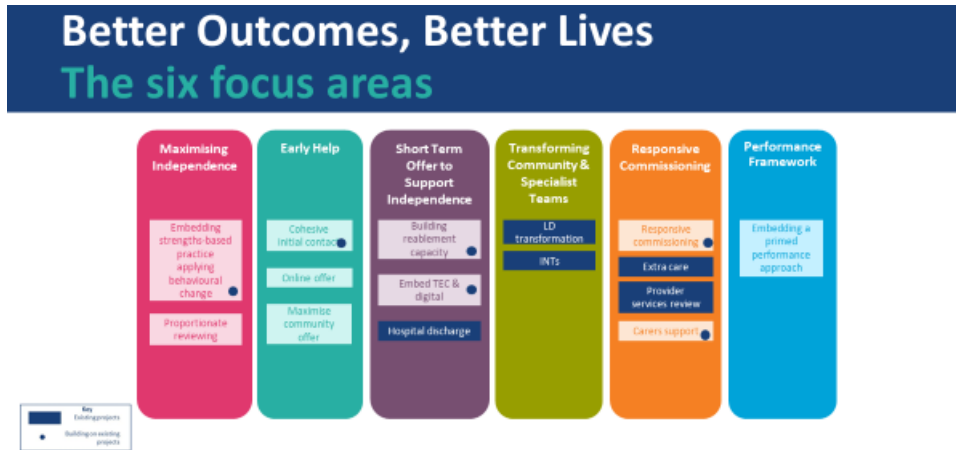 Better Outcomes, Better Lives
The six focus areas
Maximising
Independence
Embedding
strengths-based
practice
applying
behavioural
change
Proportionate
reviewing
Early Help
Cohesive
initial contact
Online offer
Maximise
community
offer
Short Term
Offer to
Support
Independence
Building
reablement
capacity
Embed TEC &
digital
Hospital discharge
Transforming
Community &
Specialist
Teams
LD
transformation
INTs
Responsive
Commissioning
Responsive
commissioning
Extra care
Provider
services review
Carers support
Performance
Framework
Embedding a
primed
performance
approach
Key
Existing projects
Building on existing
projects